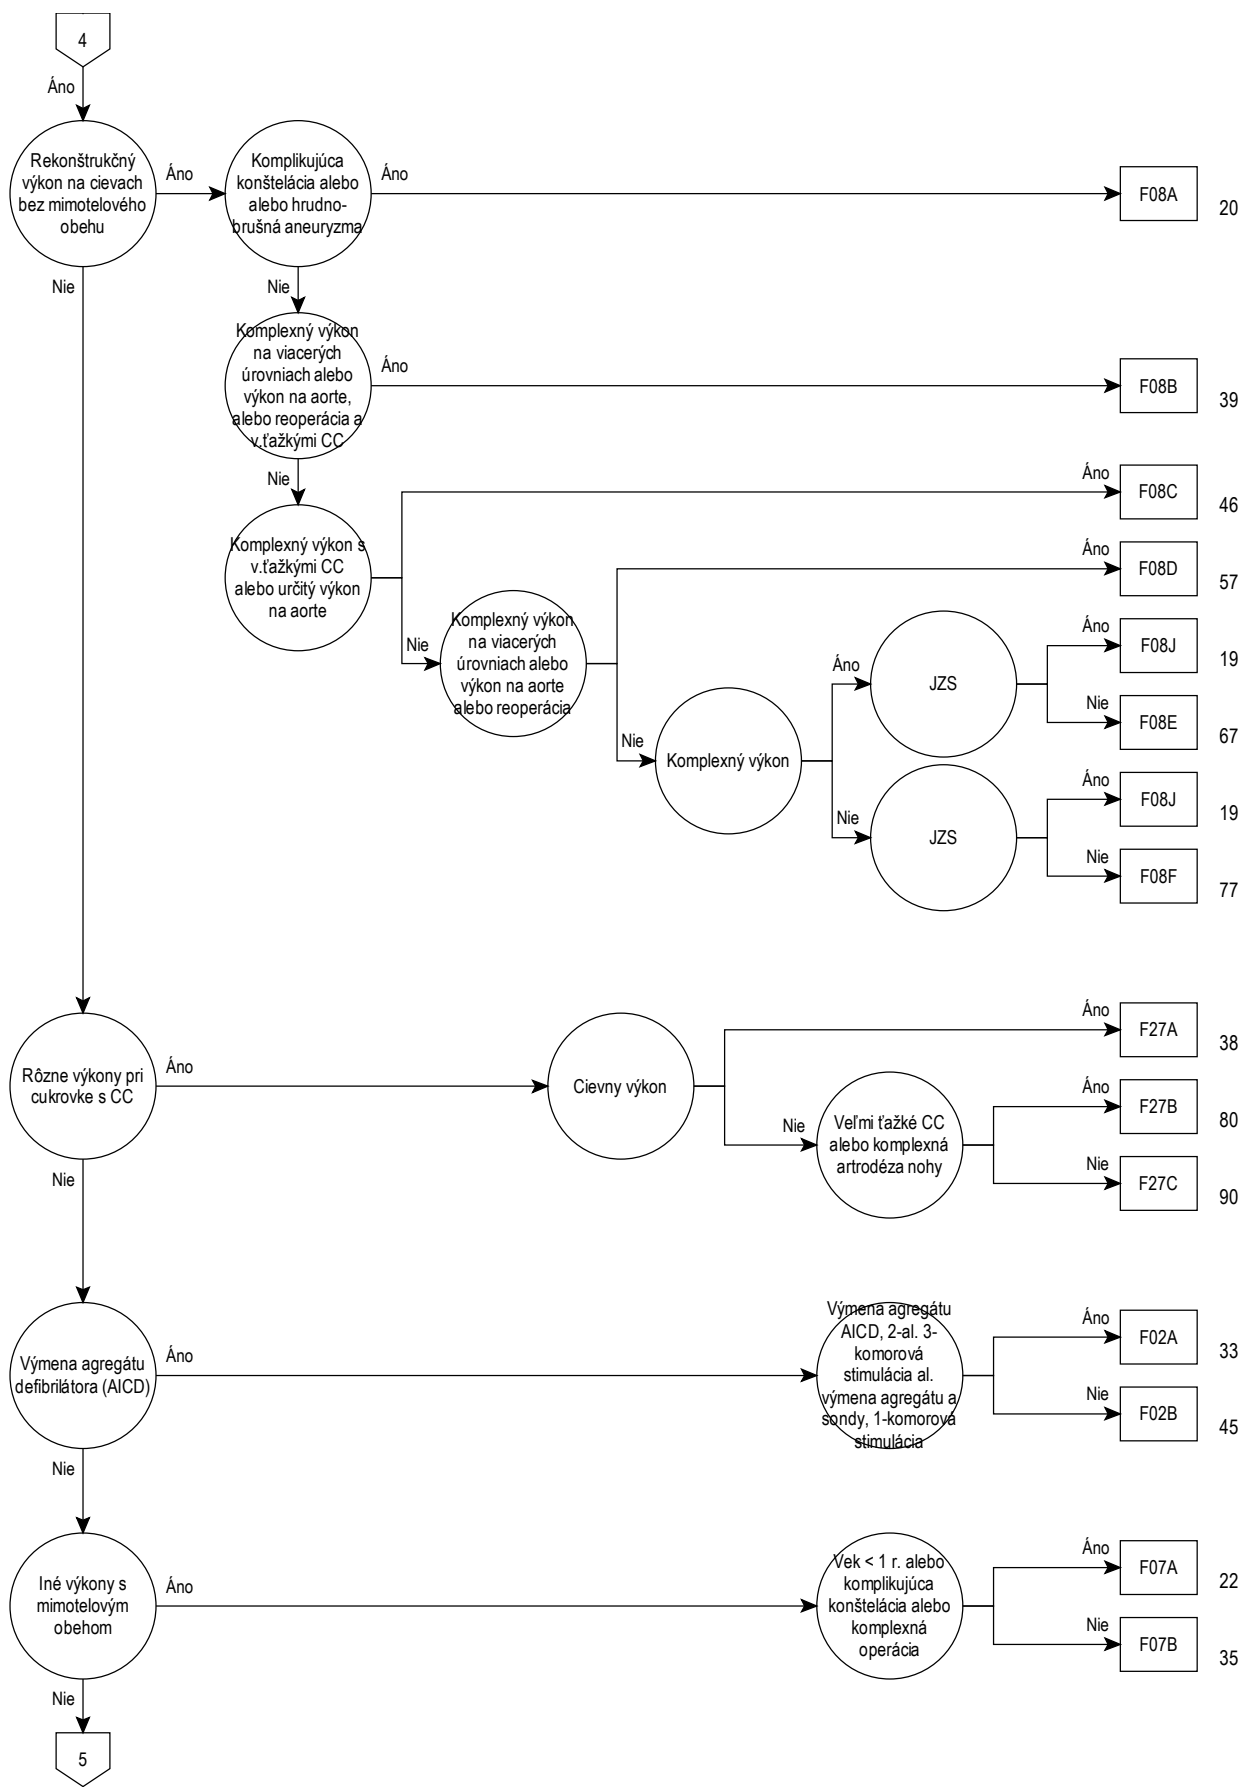 4
Áno
Rekonštrukčný
výkon na cievach
bez mimotelového
obehu
Áno
Komplikujúca
konštelácia alebo
alebo hrudno-
brušná aneuryzma
Áno
F08A
20
Nie
Nie
Komplexný výkon
na viacerých
úrovniach alebo
výkon na aorte,
alebo reoperácia a
v.ťažkými CC
Áno
F08B
39
Nie
Komplexný výkon s
v.ťažkými CC
alebo určitý výkon
na aorte
Áno
F08C
46
Nie
Komplexný výkon
na viacerých
úrovniach alebo
výkon na aorte
alebo reoperácia
Áno
F08D
57
Nie
Komplexný výkon
Áno
JZS
Áno
F08J
19
Nie
F08E
67
Nie
JZS
Áno
F08J
19
Nie
F08F
77
Rôzne výkony pri
cukrovke s CC
Áno
Cievny výkon
Áno
F27A
38
Nie
Veľmi ťažké CC
alebo komplexná
artrodéza nohy
Áno
F27B
80
Nie
F27C
90
Nie
Výmena agregátu
defibrilátora (AICD)
Áno
Výmena agregátu
AICD, 2-al. 3-
komorová
stimulácia al.
výmena agregátu a
sondy, 1-komorová
stimulácia
Áno
F02A
33
Nie
F02B
45
Nie
Iné výkony s
mimotelovým
obehom
Áno
Vek < 1 r. alebo
komplikujúca
konštelácia alebo
komplexná
operácia
Áno
F07A
22
Nie
F07B
35
Nie
5